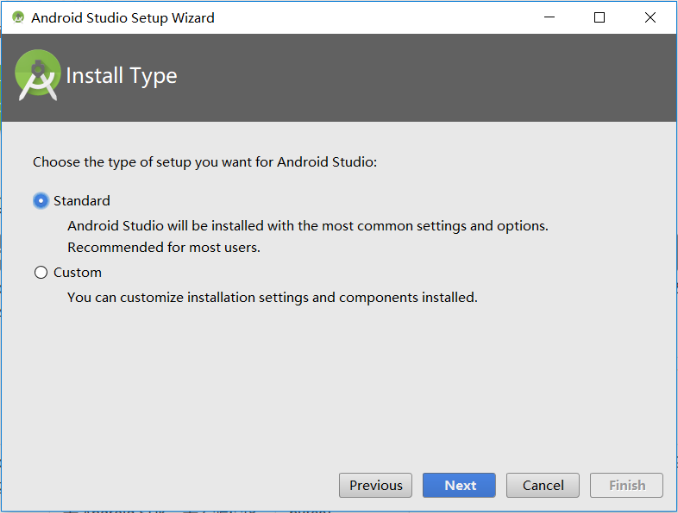 Android Studio Setup Wizard
Install Type
Choose the type of setup you want for Android Studio:
Standard
Android Studio will be installed with the most common settings and options.
Recommended for most users.
Custom
You can customize installation settings and components installed.
Previous Next Cancel Finish